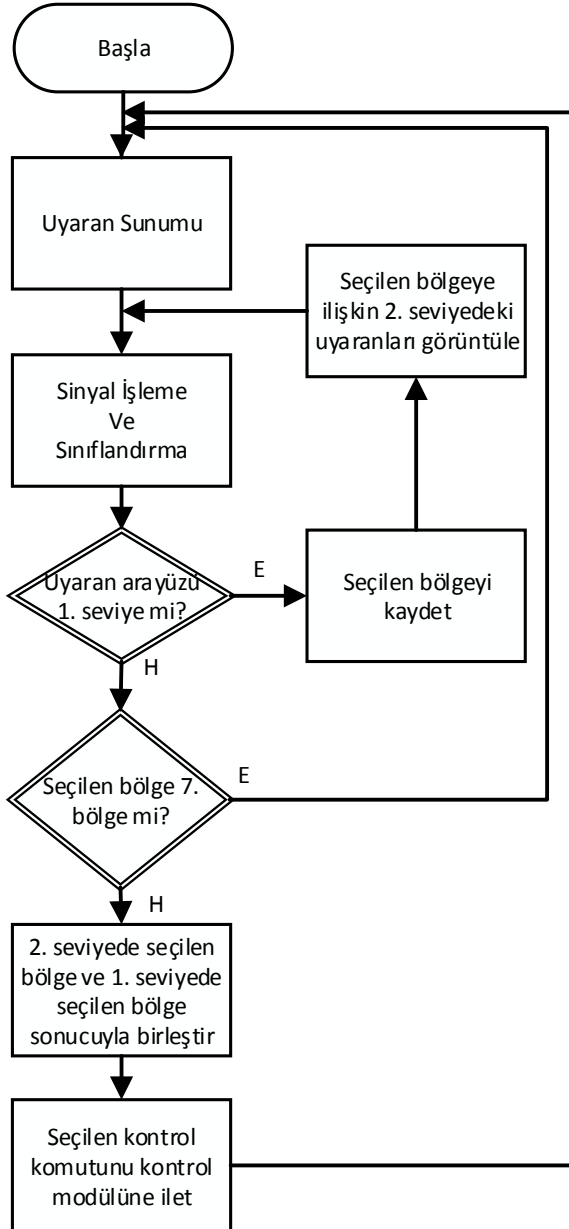 Başla
Uyaran Sunumu
Seçilen bölgeye
ilişkin 2. seviyedeki
uyaranları görüntüle
Sinyal İşleme
Ve
Sınıflandırma
Uyaran arayüzü
1. seviye mi?
E
Seçilen bölgeyi
kaydet
H
Seçilen bölge 7.
bölge mi?
E
H
2. seviyede seçilen
bölge ve 1. seviyede
seçilen bölge
sonucuyla birleştir
Seçilen kontrol
komutunu kontrol
modülüne ilet